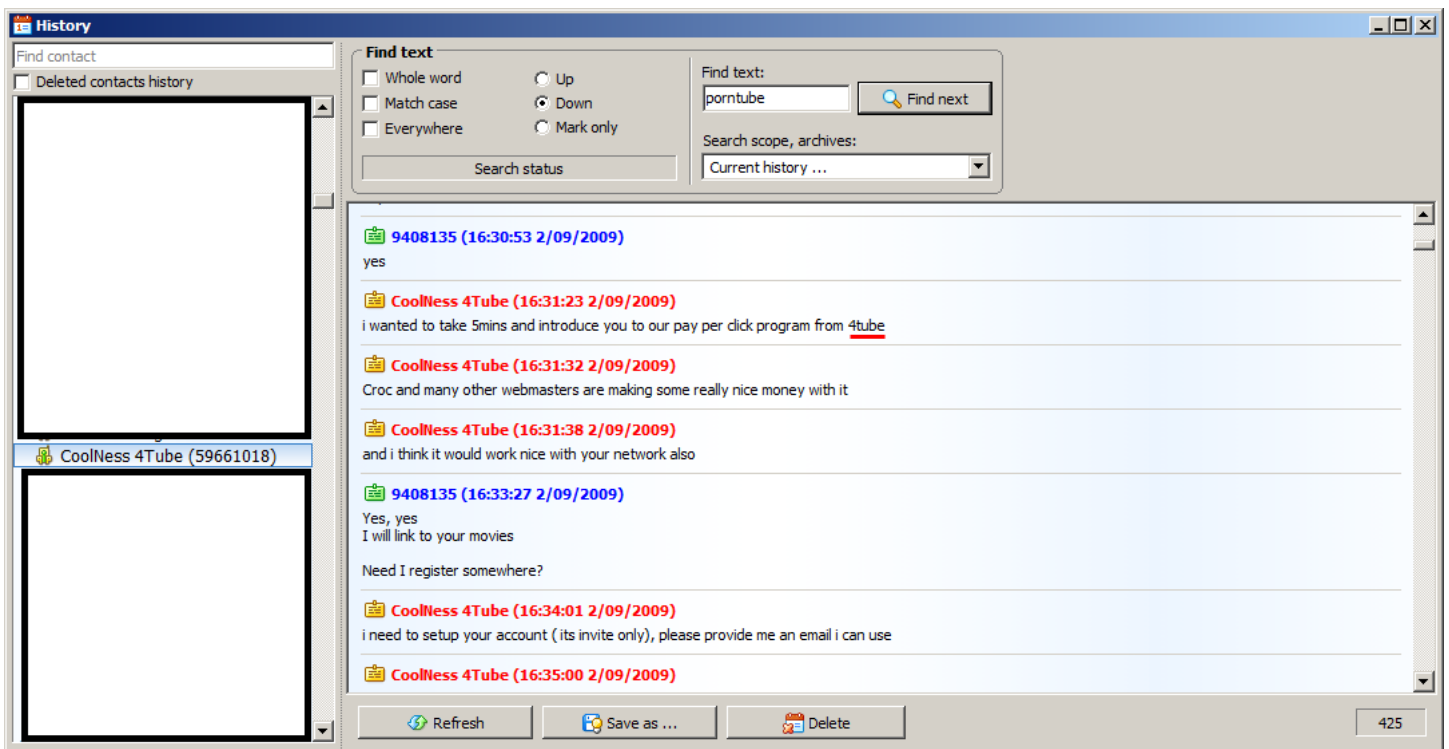 History
Find contact
Deleted contacts history
CoolNess 4Tube (59661018)
Find text
Whole word
Match case
Everywhere
Up
Down
Mark only
Search status
Find text:
porntube
Find next
Search scope, archives:
Current history ...
9408135 (16:30:53 2/09/2009)
yes
CoolNess 4Tube (16:31:23 2/09/2009)
i wanted to take 5mins and introduce you to our pay per click program from 4tube
CoolNess 4Tube (16:31:32 2/09/2009)
Croc and many other webmasters are making some really nice money with it
CoolNess 4Tube (16:31:38 2/09/2009)
and i think it would work nice with your network also
9408135 (16:33:27 2/09/2009)
Yes, yes
I will link to your movies
Need I register somewhere?
CoolNess 4Tube (16:34:01 2/09/2009)
i need to setup your account ( its invite only), please provide me an email i can use
CoolNess 4Tube (16:35:00 2/09/2009)
Refresh
Save as ...
Delete
425